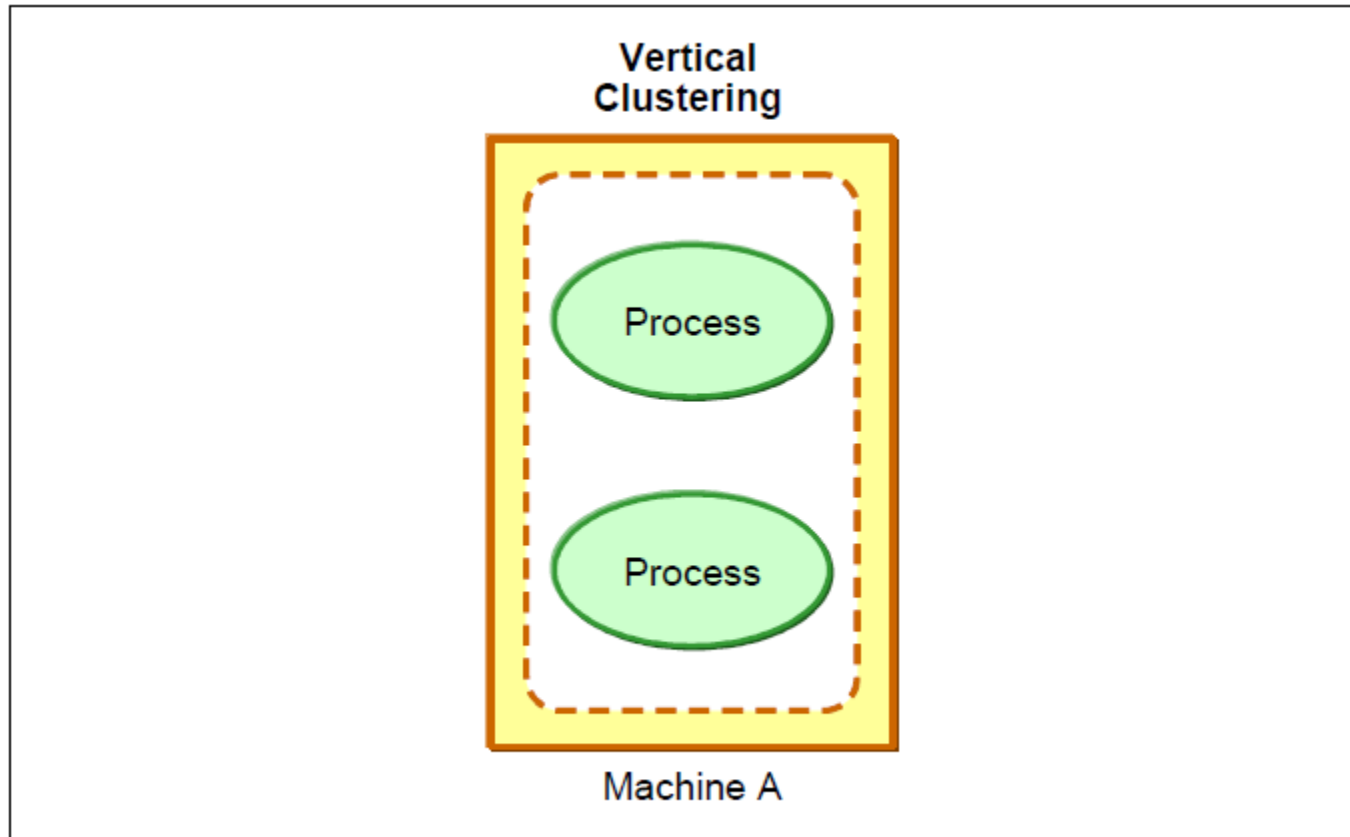 Vertical
Clustering
Process
Process
Machine A